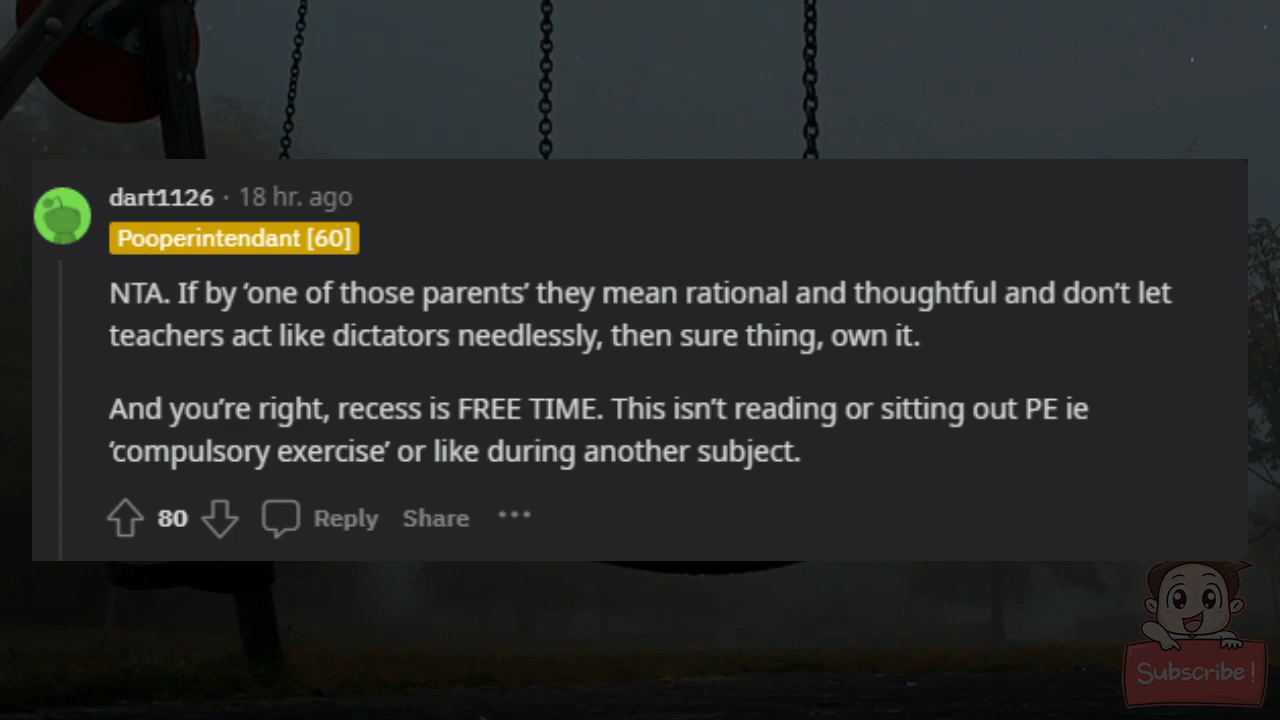 dart1126 · 18 hr. ago
Pooperintendant [60]
NTA. If by ‘one of those parents’ they mean rational and thoughtful and don’t let
teachers act like dictators needlessly, then sure thing, own it.
And you’re right, recess is FREE TIME. This isn’t reading or sitting out PE ie
‘compulsory exercise’ or like during another subject.
80 Reply Share ···
Subscribe!